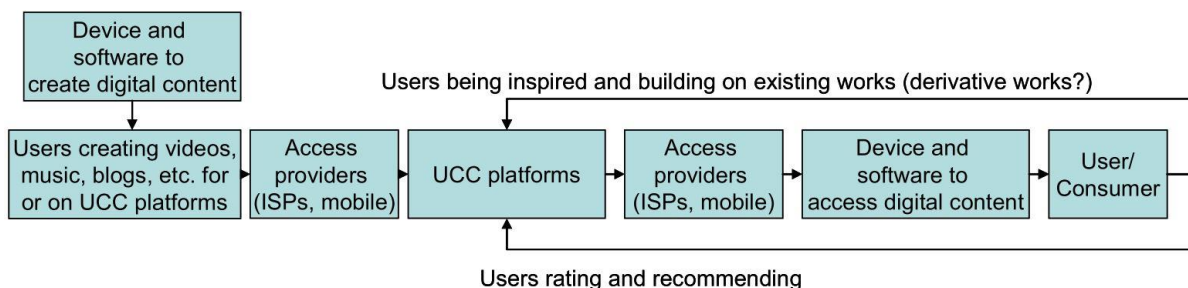 Device and
software to
create digital content
Users being inspired and building on existing works (derivative works?)
Users creating videos,
music, blogs, etc. for
or on UCC platforms
Access
providers
(ISPs, mobile)
UCC platforms
Access
providers
(ISPs, mobile)
Device and
software to
access digital content
User/
Consumer
Users rating and recommending